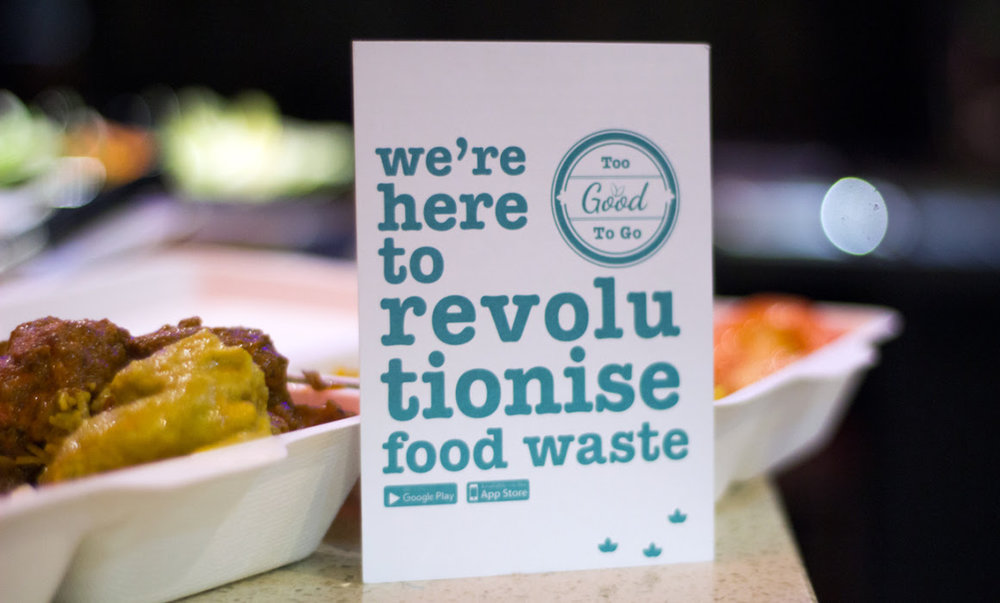 we're
here
to
revolu
tionise
food waste
Too
Good
To Go
Google Play
App Store